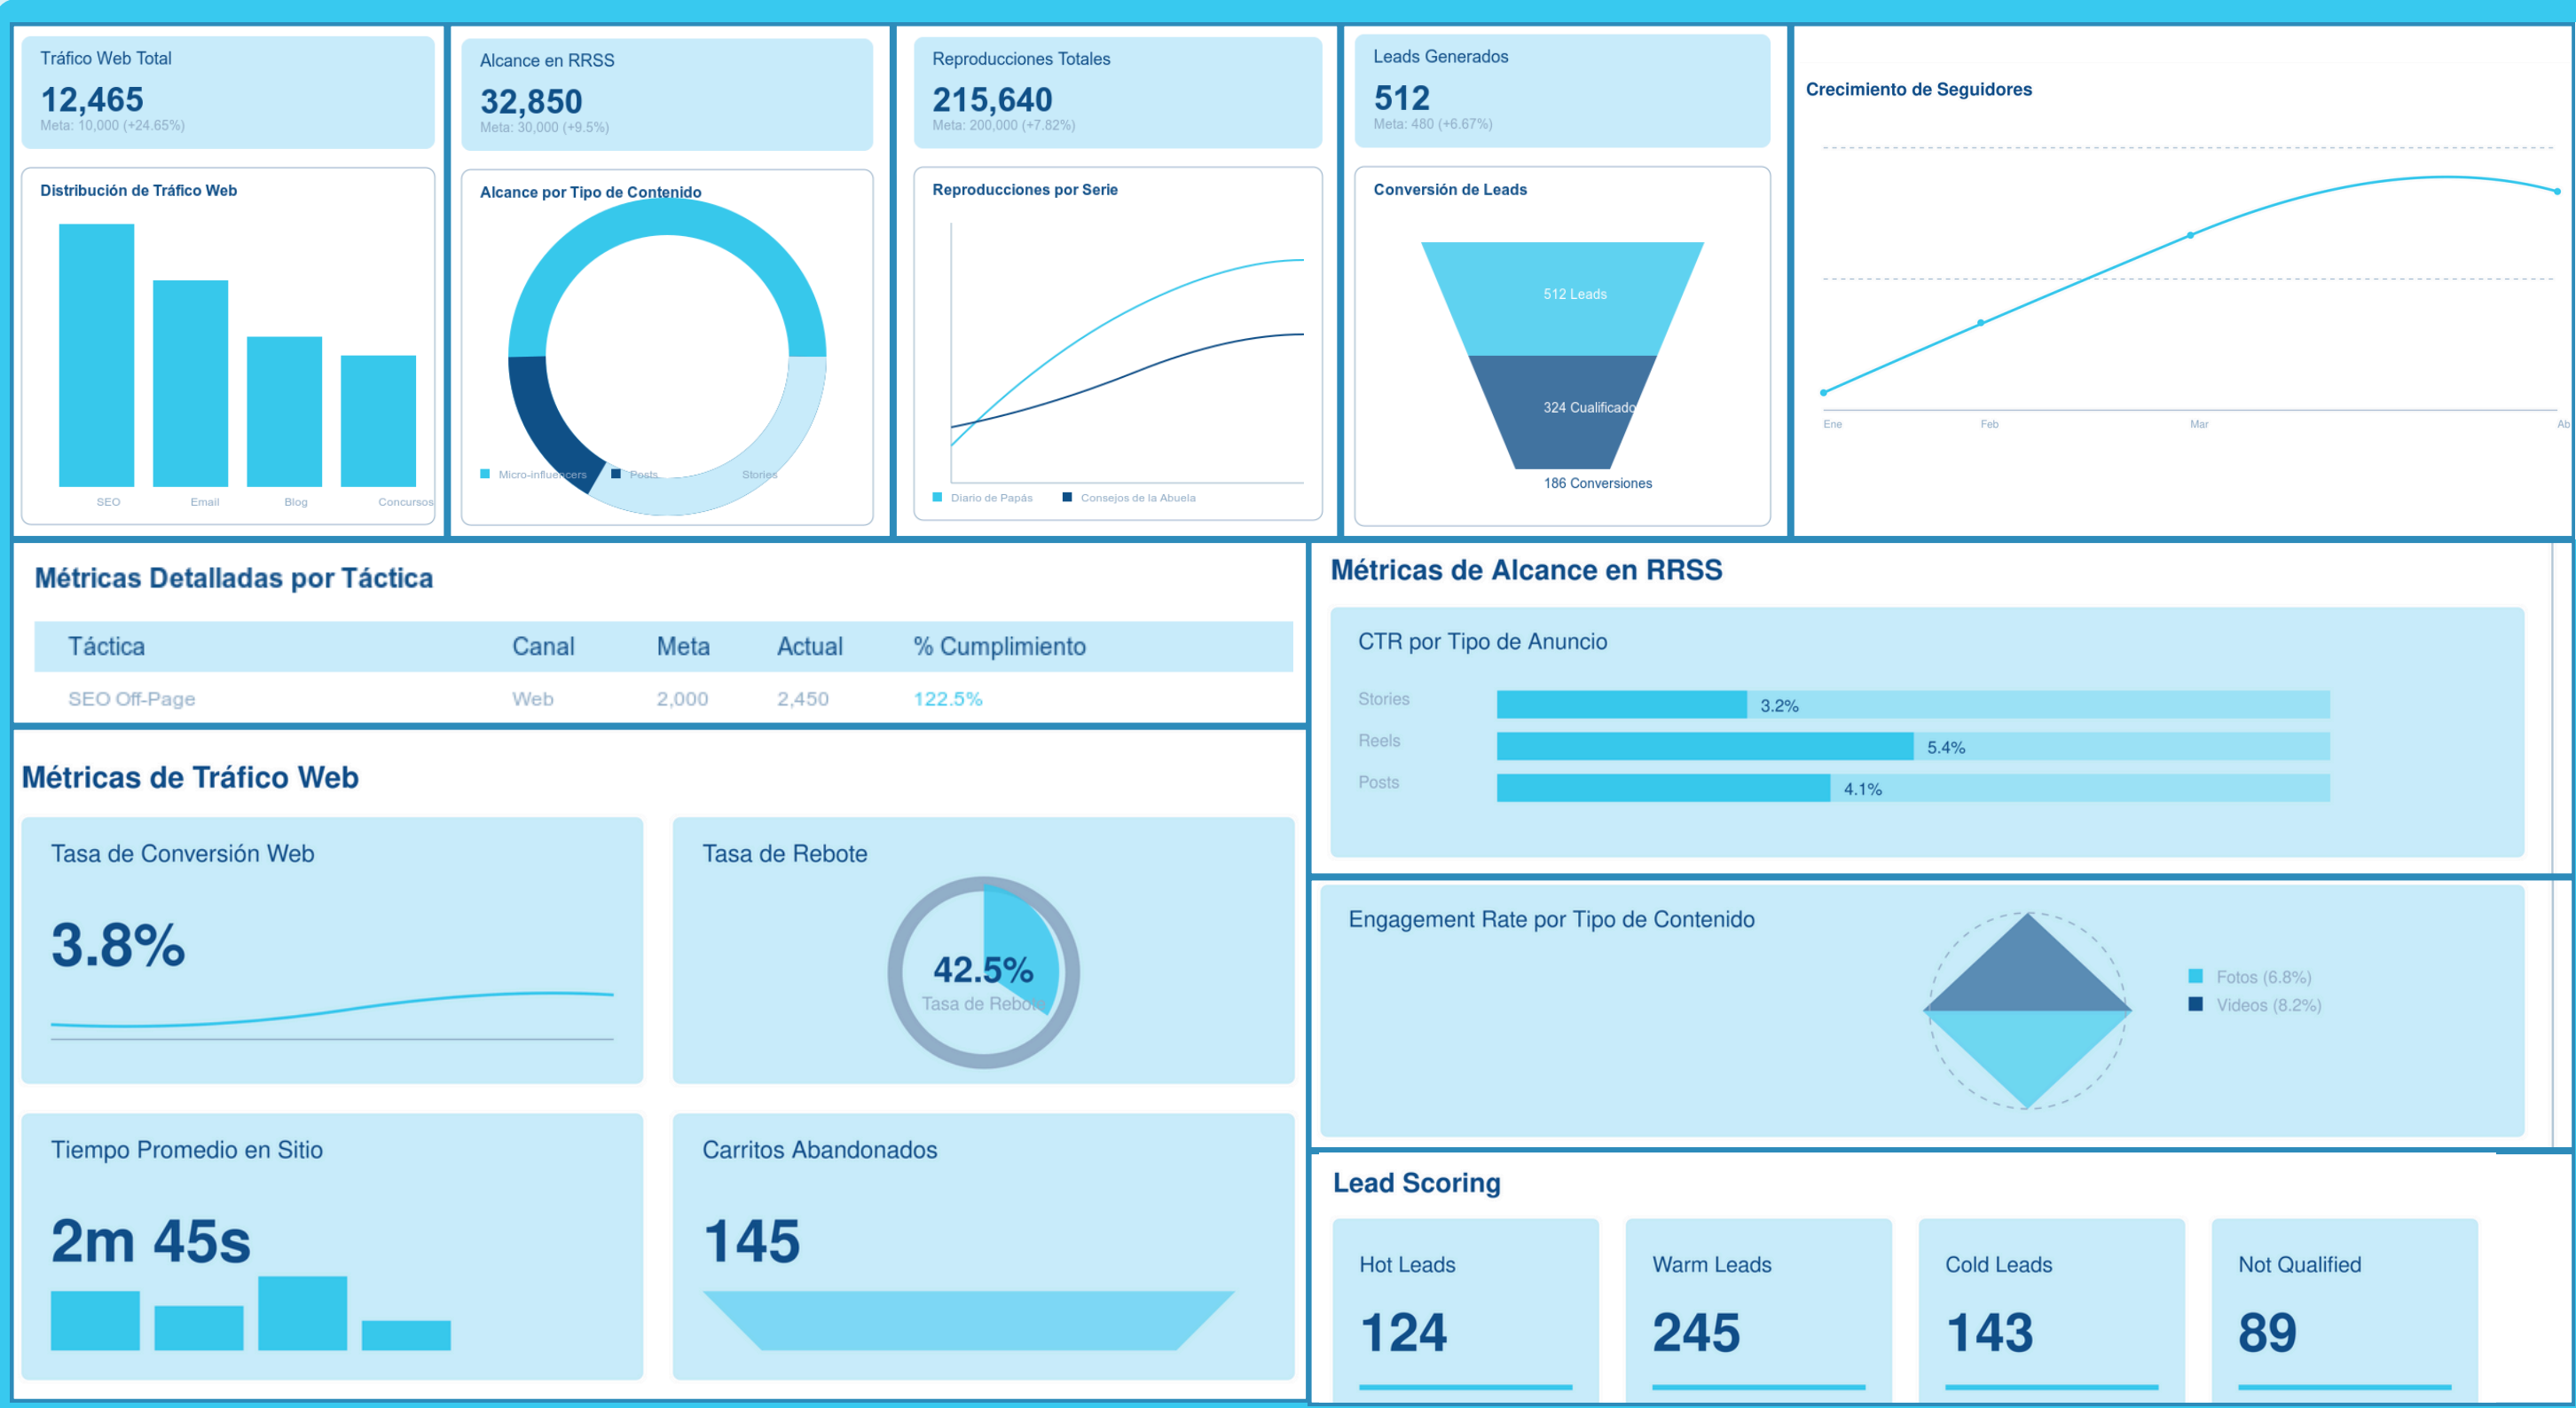 Tráfico Web Total
12,465
Meta: 10,000 (+24.65%)
Distribución de Tráfico Web
SEO Email Blog Concursos
Alcance en RRSS
32,850
Meta: 30,000 (+9.5%)
Alcance por Tipo de Contenido
Micro-influencers Posts Stories
Reproducciones Totales
215,640
Meta: 200,000 (+7.82%)
Reproducciones por Serie
Diario de Papás Consejos de la Abuela
Leads Generados
512
Meta: 480 (+6.67%)
Conversión de Leads
512 Leads
324 Cualificado
186 Conversiones
Crecimiento de Seguidores
Ene Feb Mar Ab
Métricas Detalladas por Táctica
Táctica Canal Meta Actual % Cumplimiento
SEO Off-Page Web 2,000 2,450 122.5%
Métricas de Tráfico Web
Tasa de Conversión Web
3.8%
Tasa de Rebote
42.5%
Tasa de Rebote
Tiempo Promedio en Sitio
2m 45s
Carritos Abandonados
145
Métricas de Alcance en RRSS
CTR por Tipo de Anuncio
Stories 3.2%
Reels 5.4%
Posts 4.1%
Engagement Rate por Tipo de Contenido
Fotos (6.8%)
Videos (8.2%)
Lead Scoring
Hot Leads
124
Warm Leads
245
Cold Leads
143
Not Qualified
89